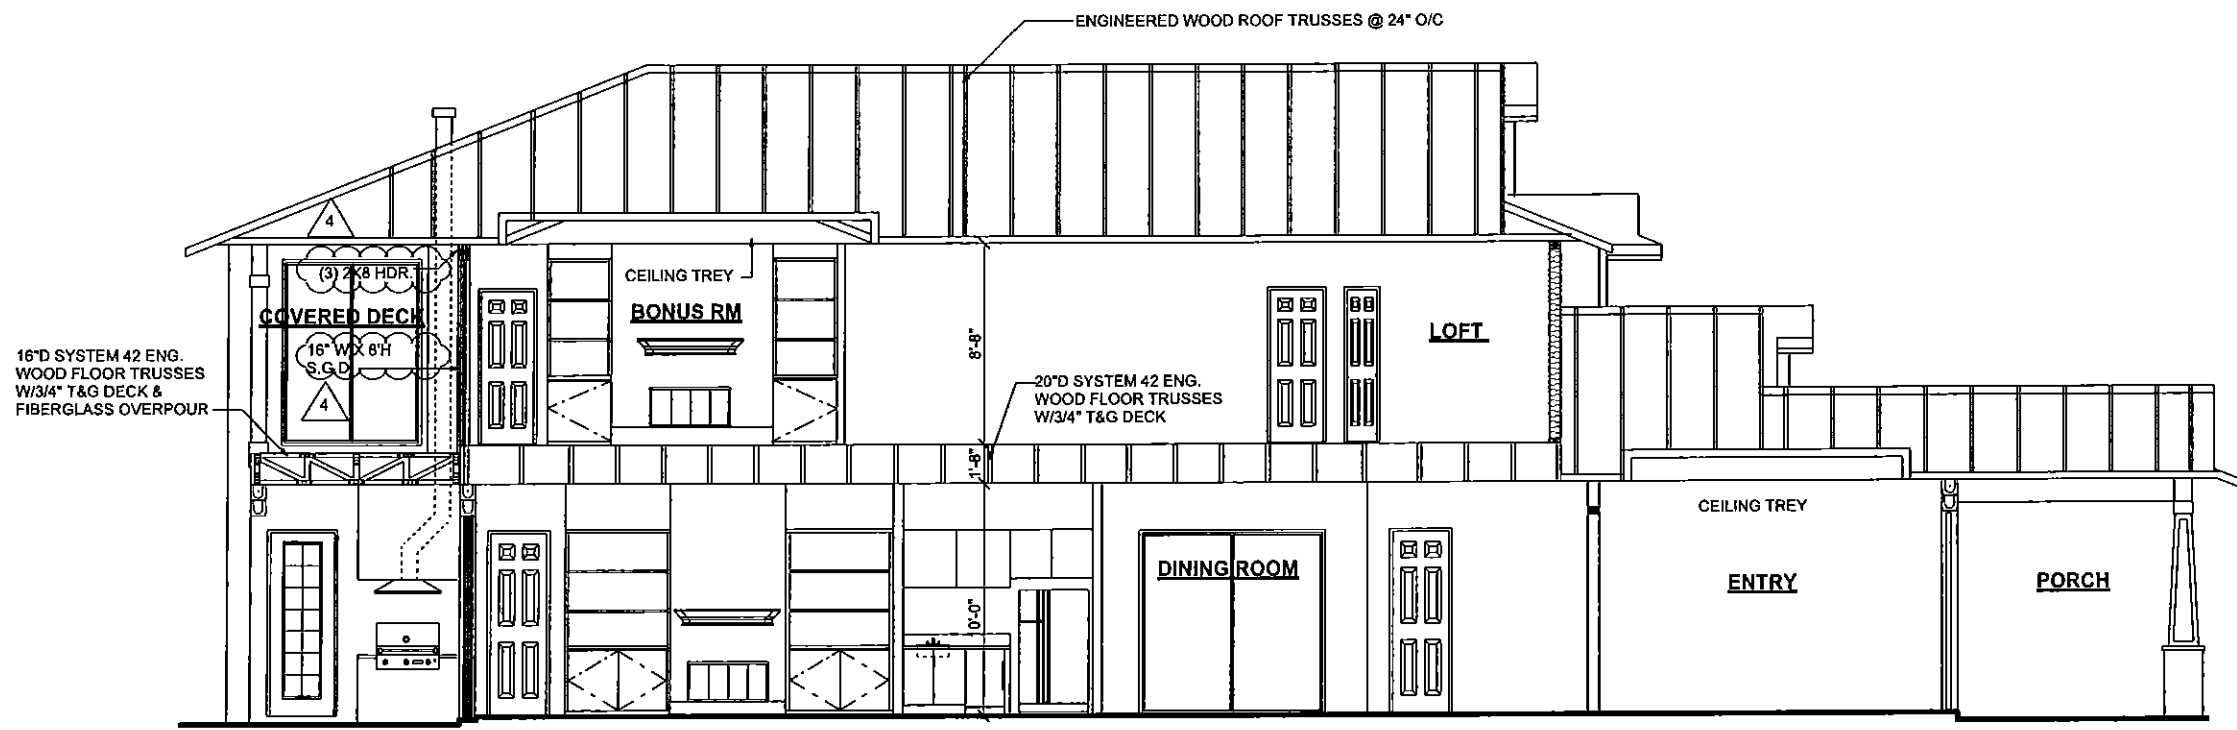 ENGINEERED WOOD ROOF TRUSSES @ 24" O/C
4
(3) 2X8 HDR.
CEILING TREY
BONUS RM
COVERED DECK
LOFT
16" W X 8'H
S.G.D.
8'-8"
16"D SYSTEM 42 ENG.
WOOD FLOOR TRUSSES
W/3/4" T&G DECK &
FIBERGLASS OVERPOUR
4
20"D SYSTEM 42 ENG.
WOOD FLOOR TRUSSES
W/3/4" T&G DECK
1'-8"
CEILING TREY
DINING ROOM
ENTRY
PORCH
0'-0"